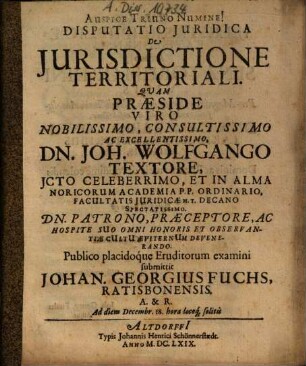 A. Diss. 10734
Auspice Triuno Numine!
DISPUTATIO JURIDICA
De
JURISDICTIONE
TERRITORIALI.
QUAM
PRÆSIDE
VIRO
NOBILISSIMO, CONSULTISSIMO
AC EXCELLENTISSIMO,
DN. JOH. WOLFGANGO
TEXTORE,
JCTO CELEBERRIMO, ET IN ALMA
NORICORUM ACADEMIA P.P. ORDINARIO,
FACULTATIS JURIDICÆ N. T. DECANO
SPECTATISSIMO.
DN. PATRONO, PRÆCEPTORE, AC
HOSPITE SUO OMNI HONORIS ET OBSERVAN-
TIÆ CULTU ÆVITERNUM DEVENE-
RANDO.
Publico placidoque Eruditorum examini
submittit
JOHAN. GEORGIUS FUCHS,
RATISBONENSIS.
A. & R.
Ad diem Decembr. IX. hora locoq; solitis
ALTDORFFI
Typis Johannis Henrici Schönnerstædt.
ANNO M. DC. LXIX.